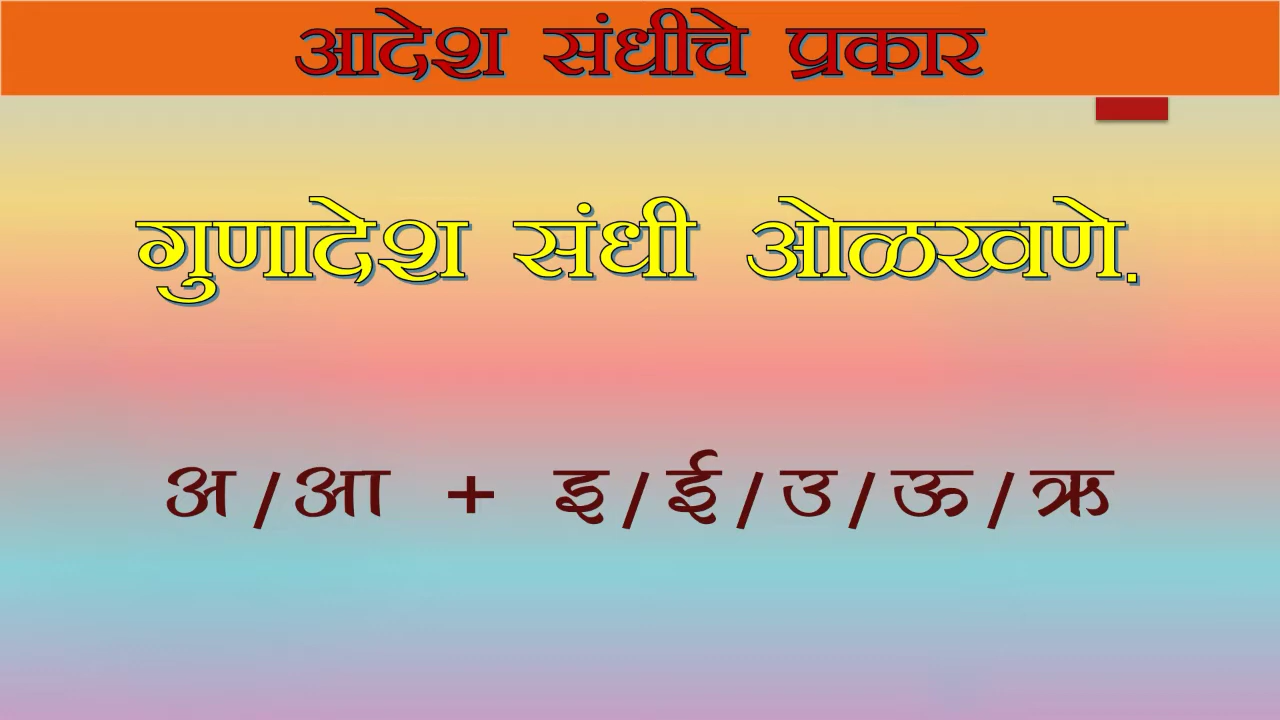 आदेश संधीचे प्रकार
गुणादेश संधी ओळखणे.
अ/आ + इ/ई/उ/ऊ/ऋ